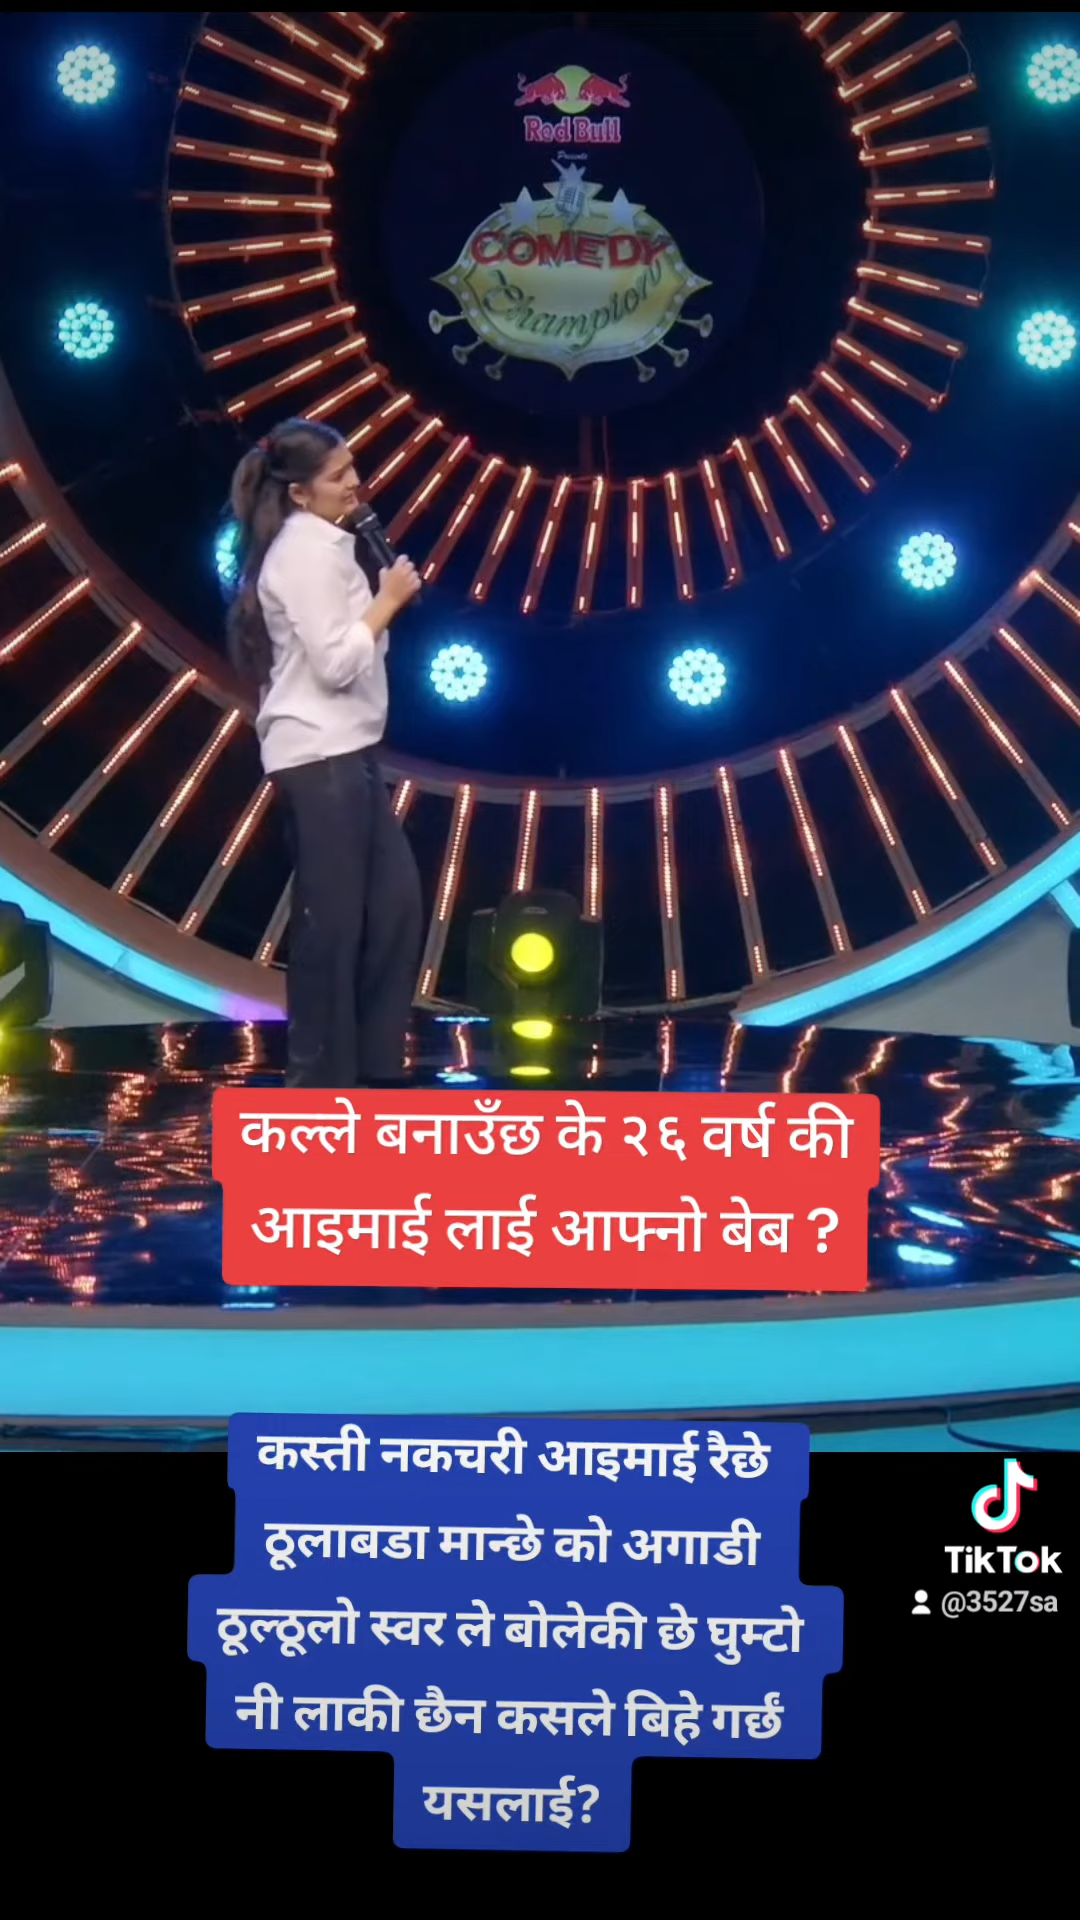 Red Bull
Presents
COMEDY
Champion
कल्ले बनाउँछ के २६ वर्ष की
आइमाई लाई आफ्नो बेब ?
कस्ती नकचरी आइमाई रैछे
ठूलाबडा मान्छे को अगाडी
ठूल्ठूलो स्वर ले बोलेकी छे घुम्टो
नी लाकी छैन कसले बिहे गर्छं
यसलाई?
TikTok
@3527sa